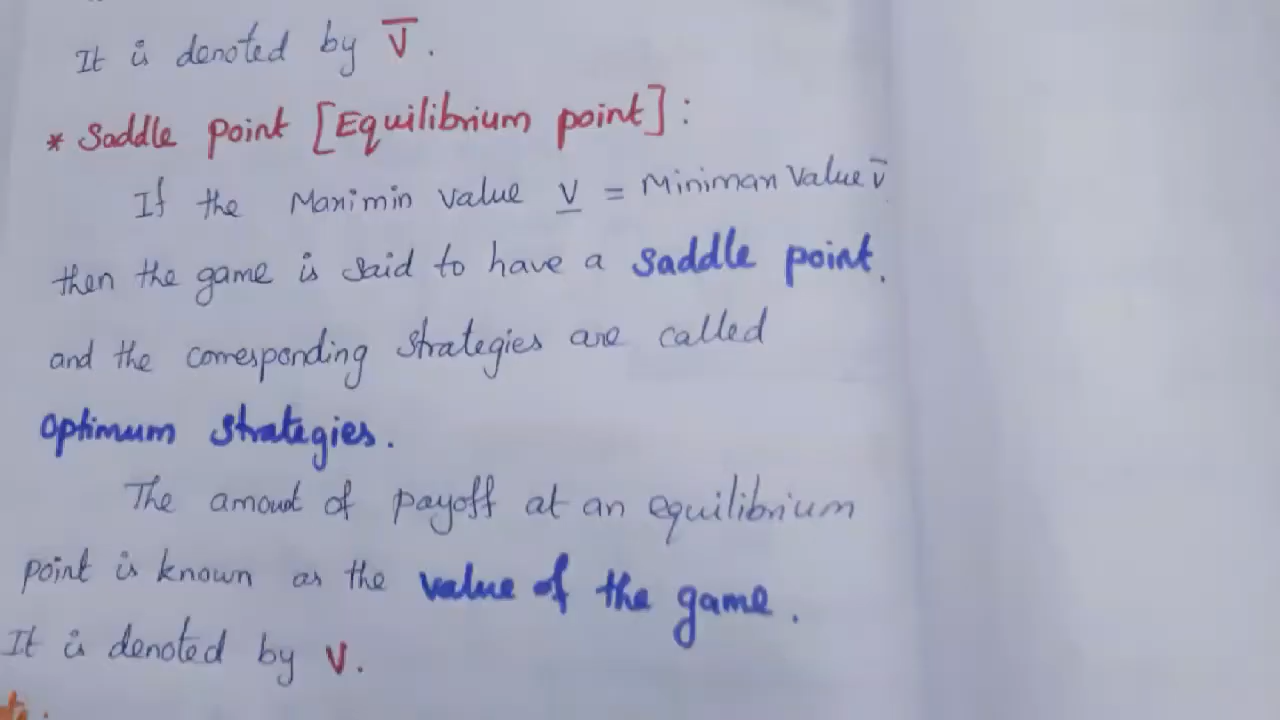 It is denoted by V̅.
* Saddle point [Equilibrium point]:
If the Maximin value V̲ = Minimax Value v̅
then the game is said to have a saddle point.
and the corresponding strategies are called
optimum strategies.
The amount of payoff at an equilibrium
point is known as the value of the game.
It is denoted by V.